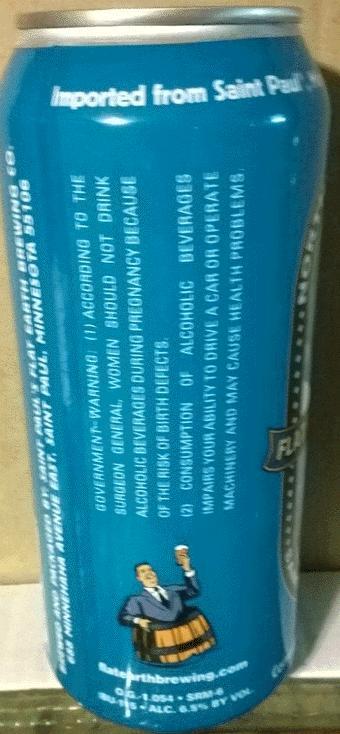 Imported from Saint Paul
AND PACKAGED BY SAINT PAUL'S FLAT EARTH BREWING CO.
688 MINNEHAHA AVENUE EAST, SAINT PAUL, MINNESOTA 55106
GOVERNMENT WARNING: (1) ACCORDING TO THE
SURGEON GENERAL, WOMEN SHOULD NOT DRINK
ALCOHOLIC BEVERAGES DURING PREGNANCY BECAUSE
OF THE RISK OF BIRTH DEFECTS.
(2) CONSUMPTION OF ALCOHOLIC BEVERAGES
IMPAIRS YOUR ABILITY TO DRIVE A CAR OR OPERATE
MACHINERY AND MAY CAUSE HEALTH PROBLEMS.
flatearthbrewing.com
O.G.-1.054 • SRM-6
• ALC. 6.5% BY VOL.